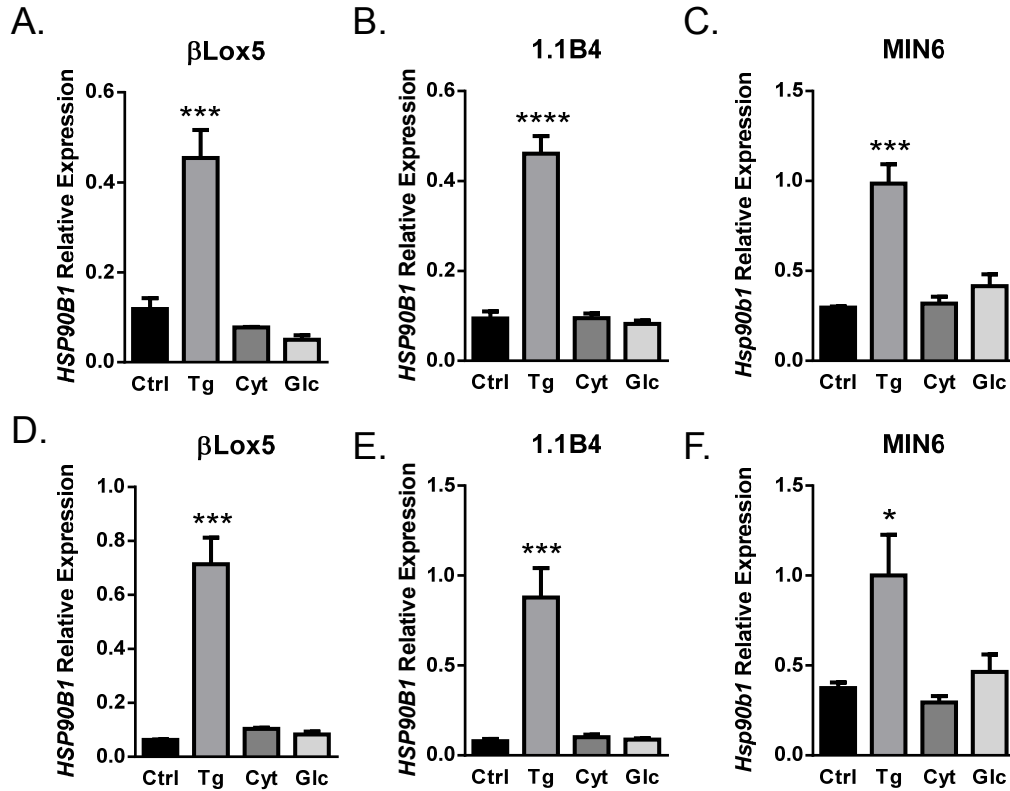 A.
βLox5
HSP90B1 Relative Expression
0.6
0.4
0.2
0.0
***
Ctrl Tg Cyt Glc
B.
1.1B4
HSP90B1 Relative Expression
0.6
0.4
0.2
0.0
****
Ctrl Tg Cyt Glc
C.
MIN6
Hsp90b1 Relative Expression
1.5
1.0
0.5
0.0
***
Ctrl Tg Cyt Glc
D.
βLox5
HSP90B1 Relative Expression
1.0
0.8
0.6
0.4
0.2
0.0
***
Ctrl Tg Cyt Glc
E.
1.1B4
HSP90B1 Relative Expression
1.5
1.0
0.5
0.0
***
Ctrl Tg Cyt Glc
F.
MIN6
Hsp90b1 Relative Expression
1.5
1.0
0.5
0.0
*
Ctrl Tg Cyt Glc